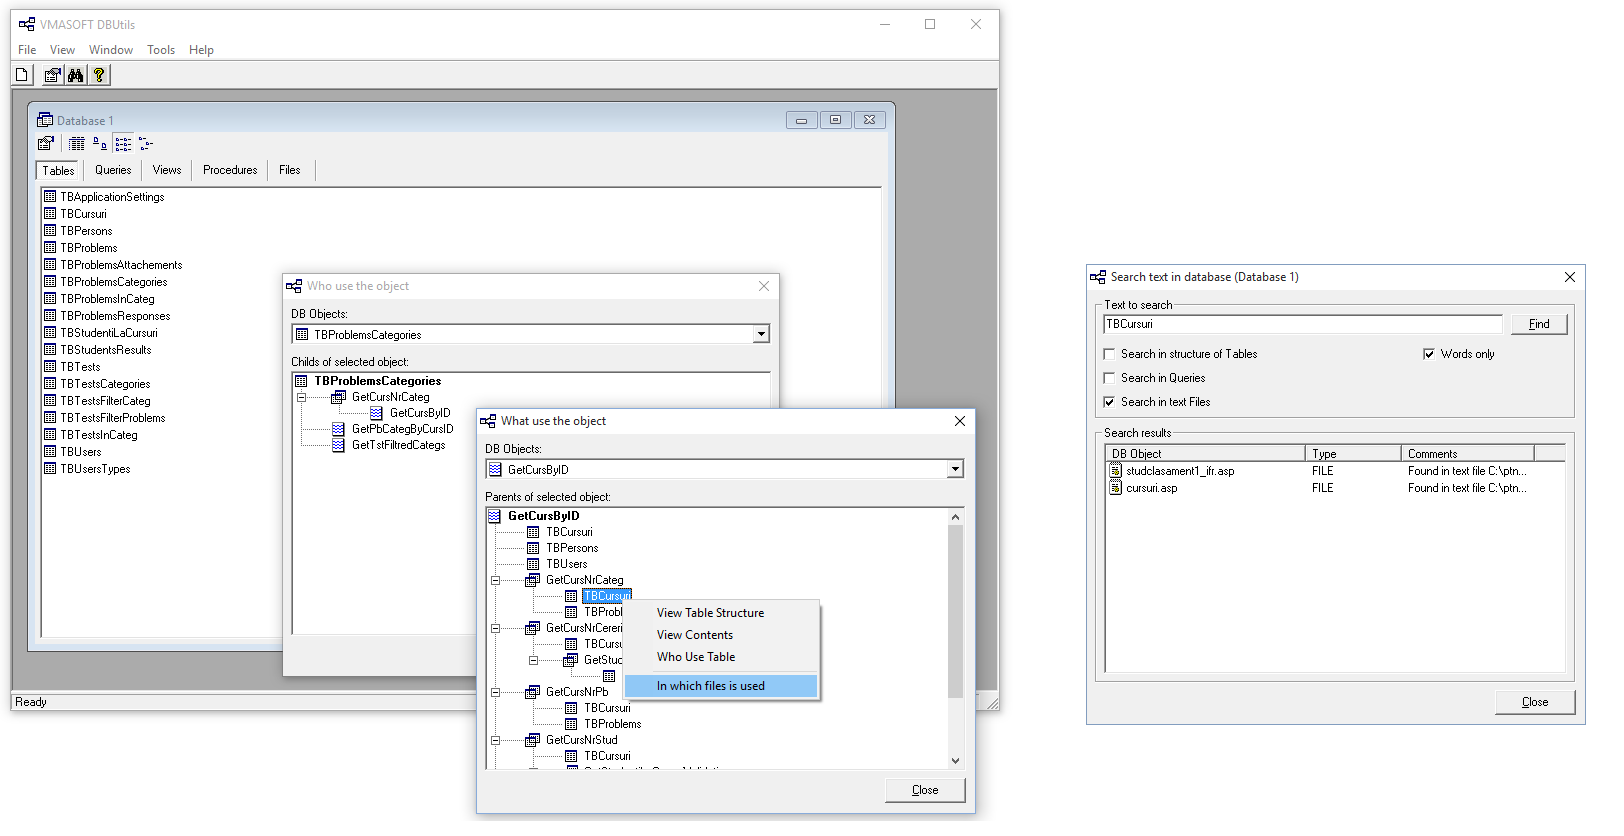 VMASOFT DBUtils
File View Window Tools Help
Database 1
Tables Queries Views Procedures Files
TBApplicationSettings
TBCursuri
TBPersons
TBProblems
TBProblemsAttachements
TBProblemsCategories
TBProblemsInCateg
TBProblemsResponses
TBStudentiLaCursuri
TBStudentsResults
TBTests
TBTestsCategories
TBTestsFilterCateg
TBTestsFilterProblems
TBTestsInCateg
TBUsers
TBUsersTypes
Ready
Who use the object
DB Objects:
TBProblemsCategories
Childs of selected object:
TBProblemsCategories
GetCursNrCateg
GetCursByID
GetPbCategByCursID
GetTstFiltredCategs
What use the object
DB Objects:
GetCursByID
Parents of selected object:
GetCursByID
TBCursuri
TBPersons
TBUsers
GetCursNrCateg
TBCursuri
TBProbl
GetCursNrCereri
TBCursu
GetStud
GetCursNrPb
TBCursuri
TBProblems
GetCursNrStud
TBCursuri
Close
View Table Structure
View Contents
Who Use Table
In which files is used
Search text in database (Database 1)
Text to search
TBCursuri
Find
Search in structure of Tables
Words only
Search in Queries
Search in text Files
Search results
DB Object Type Comments
studclasament1_ifr.asp FILE Found in text file C:\ptn...
cursuri.asp FILE Found in text file C:\ptn...
Close